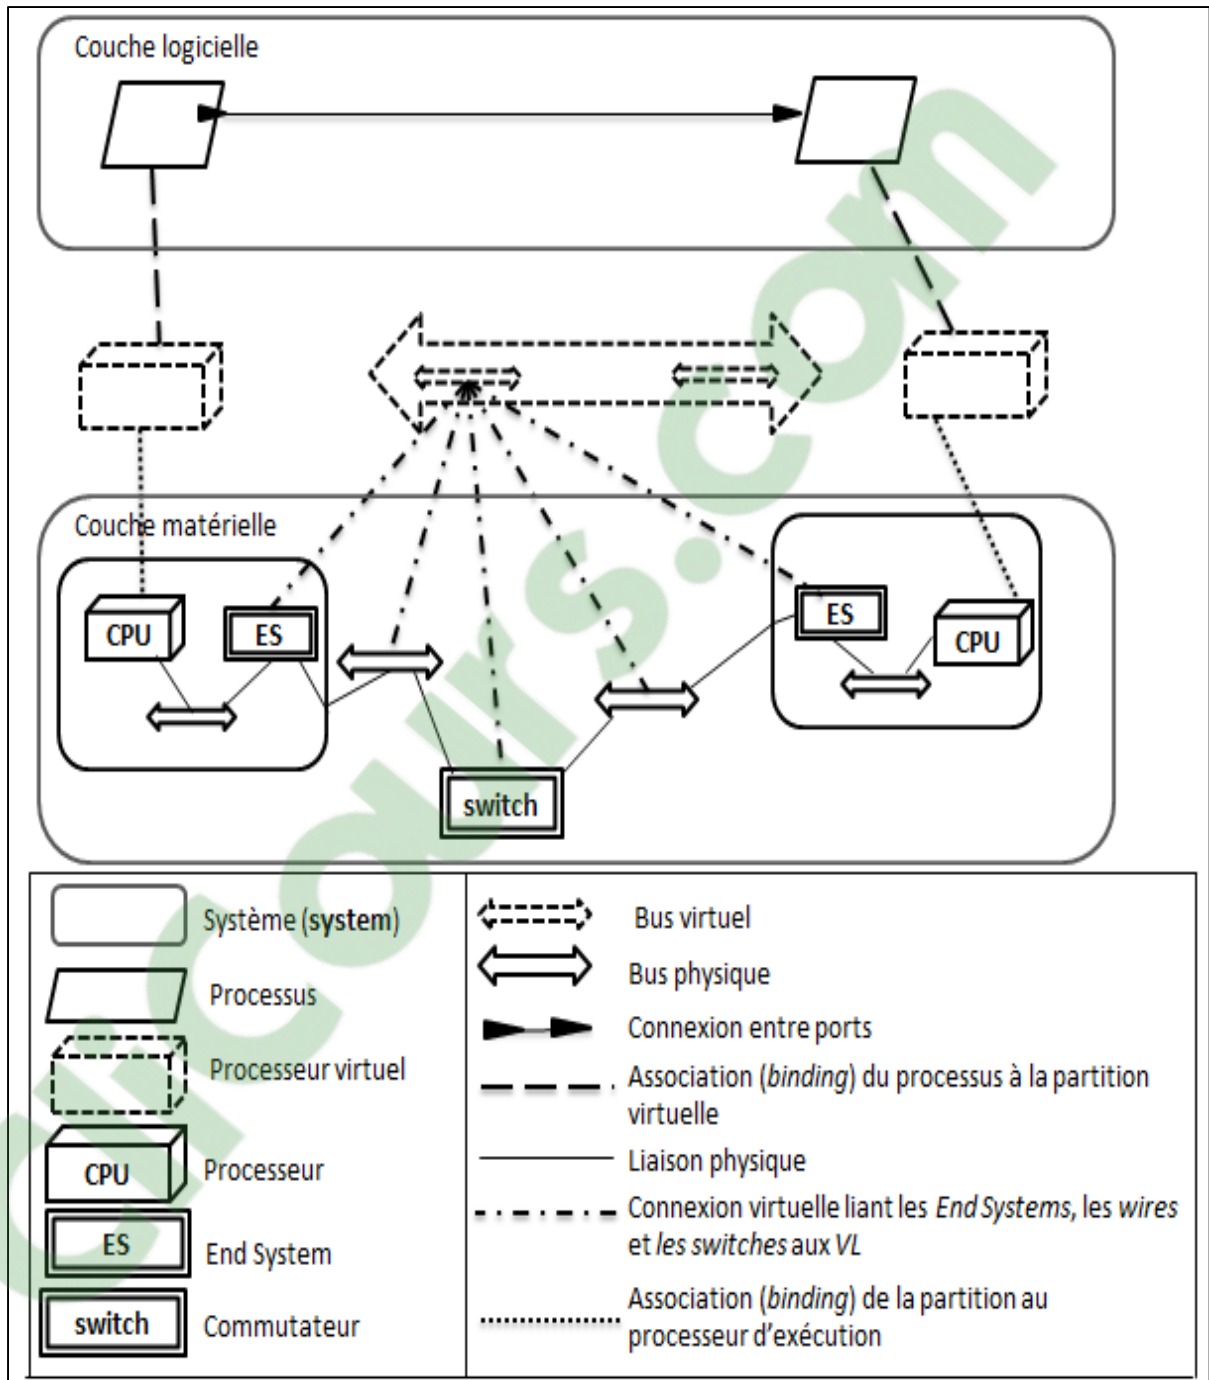 Couche logicielle
Couche matérielle
CPU
ES
ES
CPU
switch
Système (system)
Processus
Processeur virtuel
CPU
Processeur
ES
End System
switch
Commutateur
Bus virtuel
Bus physique
Connexion entre ports
Association (binding) du processus à la partition
virtuelle
Liaison physique
Connexion virtuelle liant les End Systems, les wires
et les switches aux VL
Association (binding) de la partition au
processeur d'exécution
CliCours.com